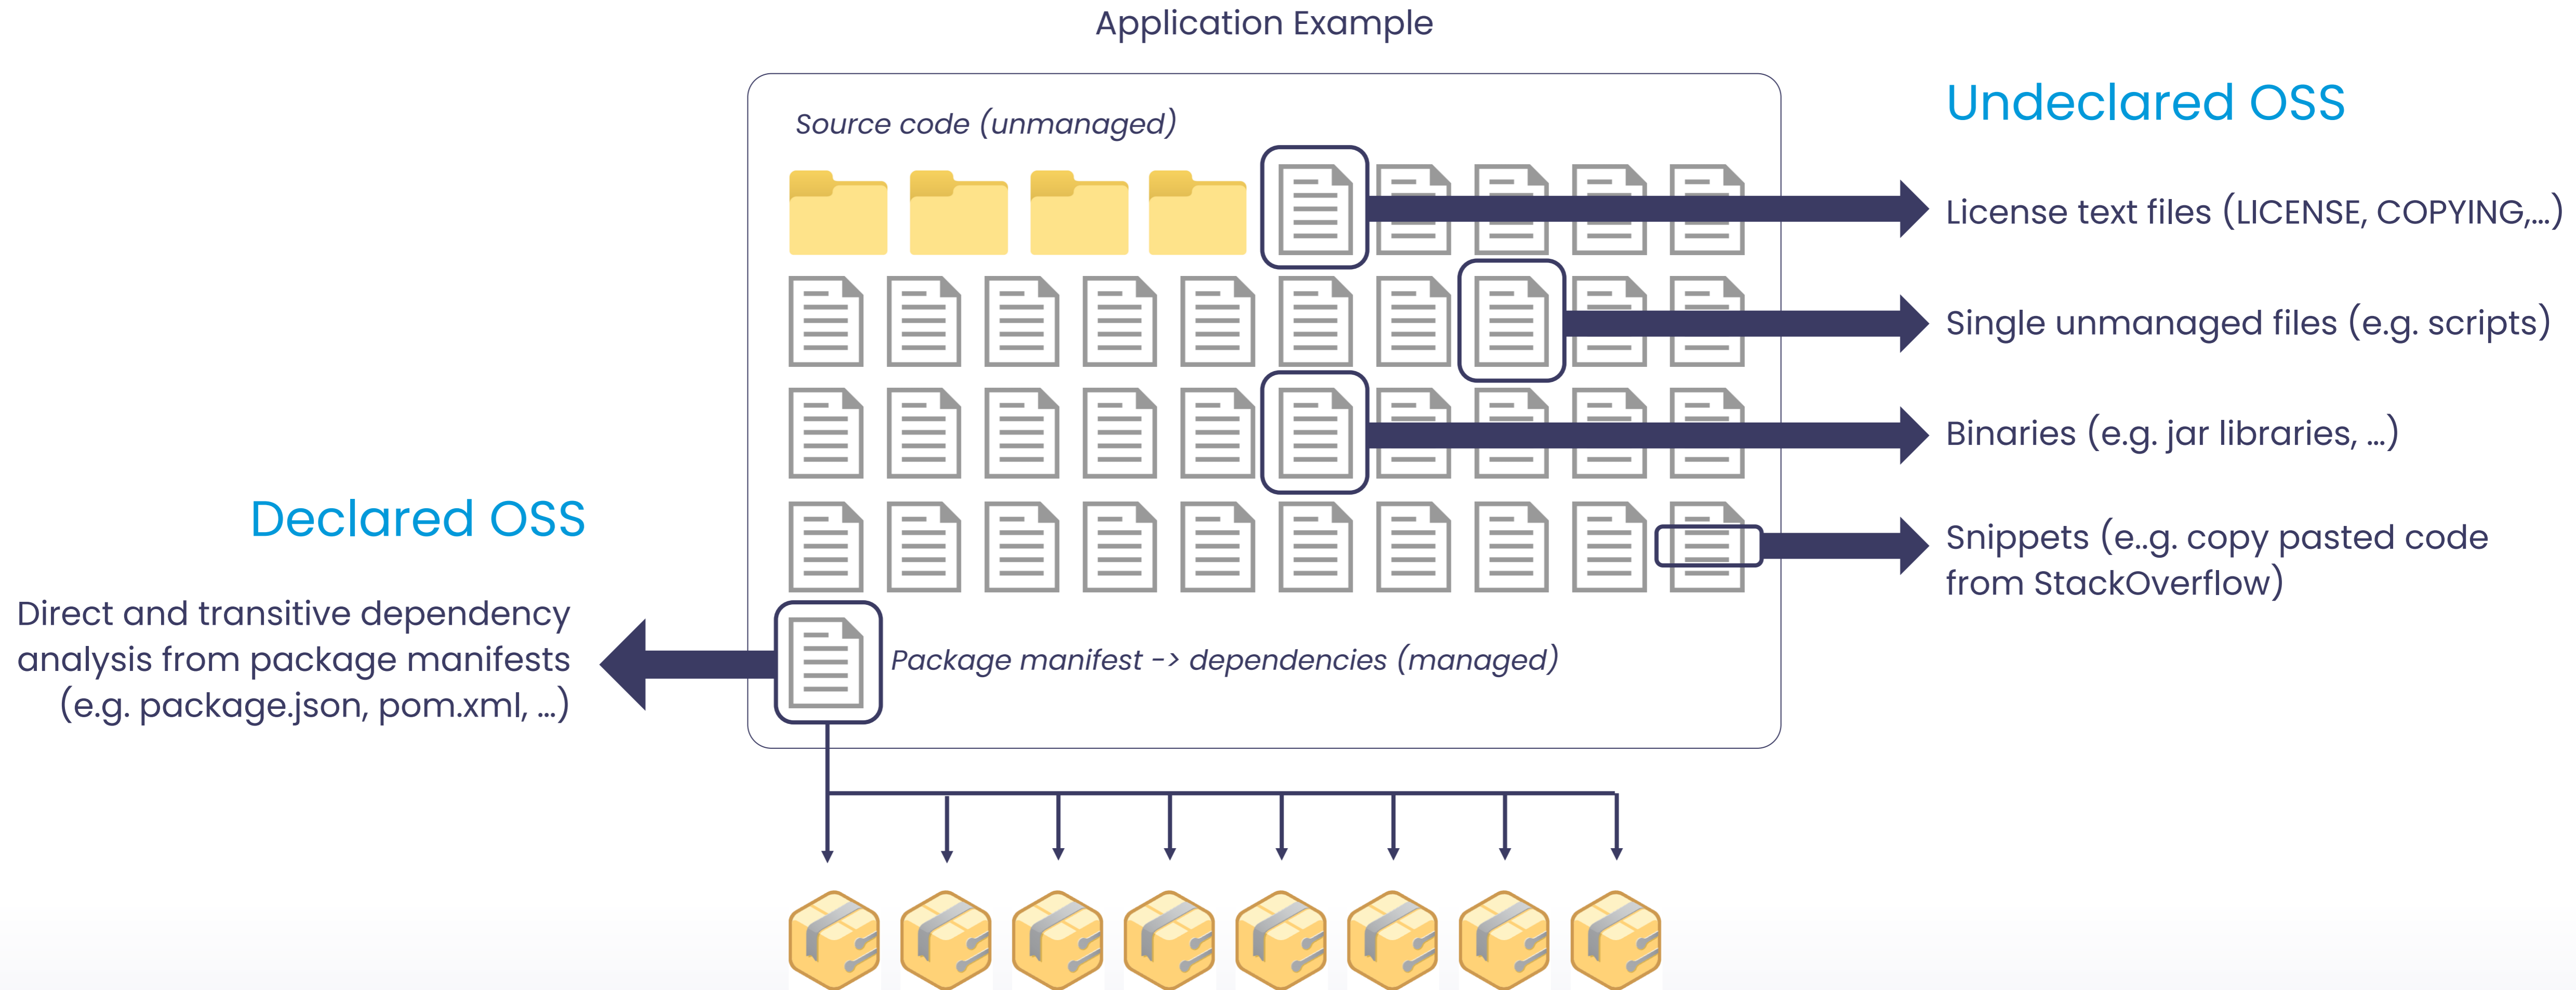 Application Example
Source code (unmanaged)
Undeclared OSS
License text files (LICENSE, COPYING,...)
Single unmanaged files (e.g. scripts)
Binaries (e.g. jar libraries, ...)
Snippets (e..g. copy pasted code
from StackOverflow)
Declared OSS
Direct and transitive dependency
analysis from package manifests
(e.g. package.json, pom.xml, ...)
Package manifest -> dependencies (managed)